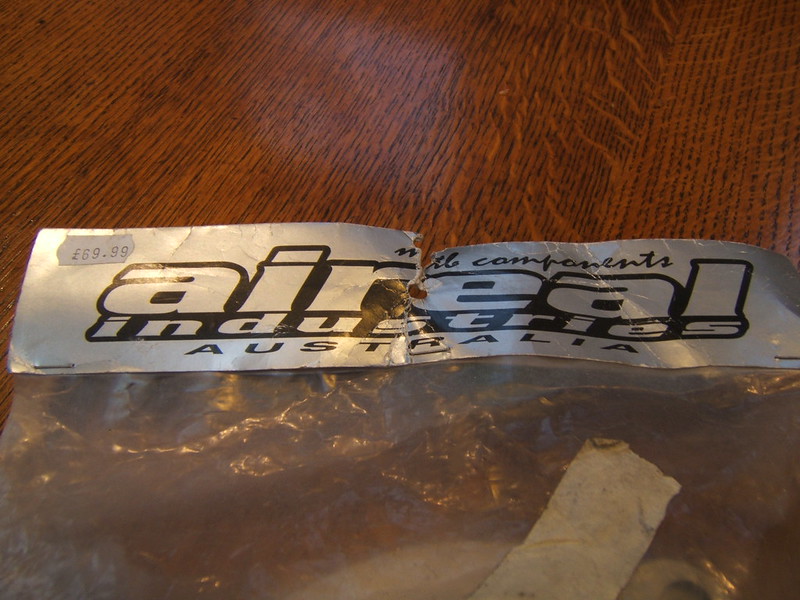 £69.99
mtb components
aireal
industries
AUSTRALIA